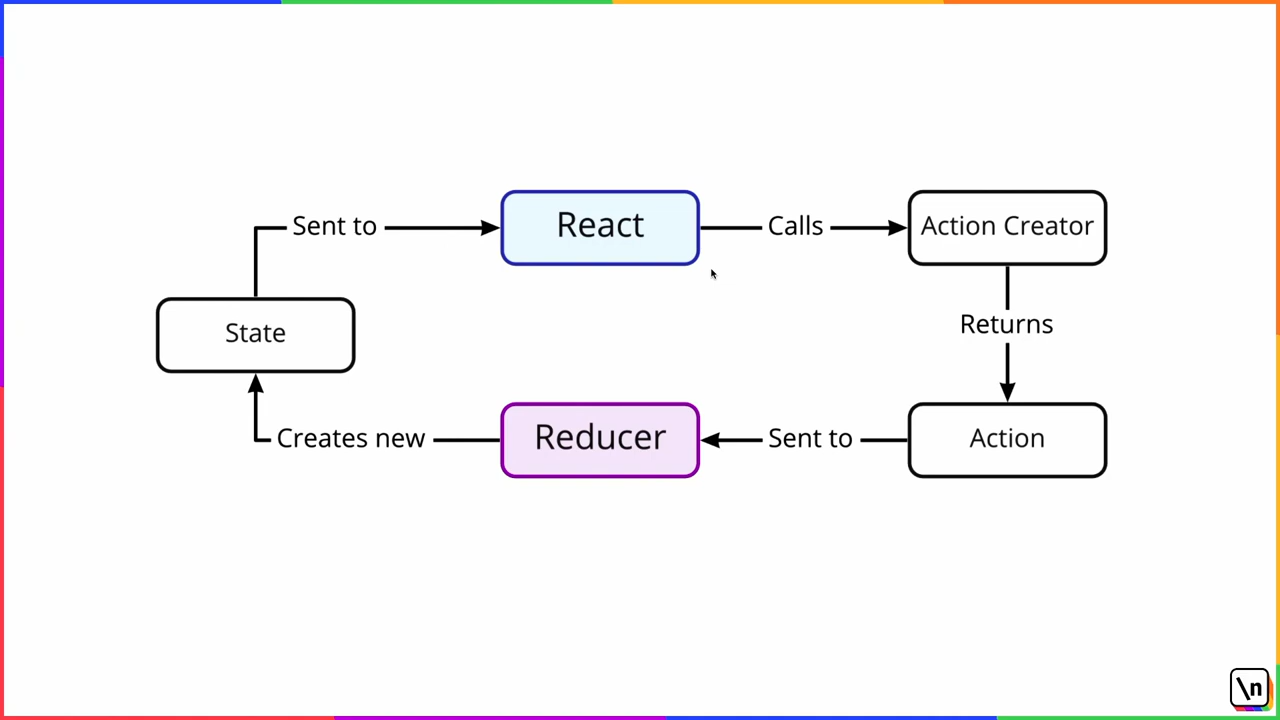 Sent to
React
Calls
Action Creator
Returns
State
Creates new
Reducer
Sent to
Action
\n